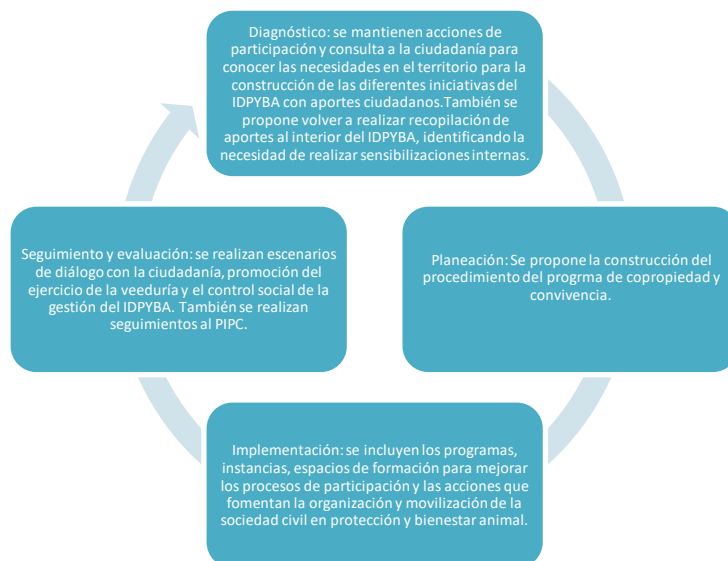 Diagnóstico: se mantienen acciones de
participación y consulta a la ciudadanía para
conocer las necesidades en el territorio para la
construcción de las diferentes iniciativas del
IDPYBA con aportes ciudadanos.También se
propone volver a realizar recopilación de
aportes al interior del IDPYBA, identificando la
necesidad de realizar sensibilizaciones internas.
Planeación: Se propone la construcción del
procedimiento del progrma de copropiedad y
convivencia.
Implementación: se incluyen los programas,
instancias, espacios de formación para mejorar
los procesos de participación y las acciones que
fomentan la organización y movilización de la
sociedad civil en protección y bienestar animal.
Seguimiento y evaluación: se realizan escenarios
de diálogo con la ciudadanía, promoción del
ejercicio de la veeduría y el control social de la
gestión del IDPYBA. También se realizan
seguimientos al PIPC.